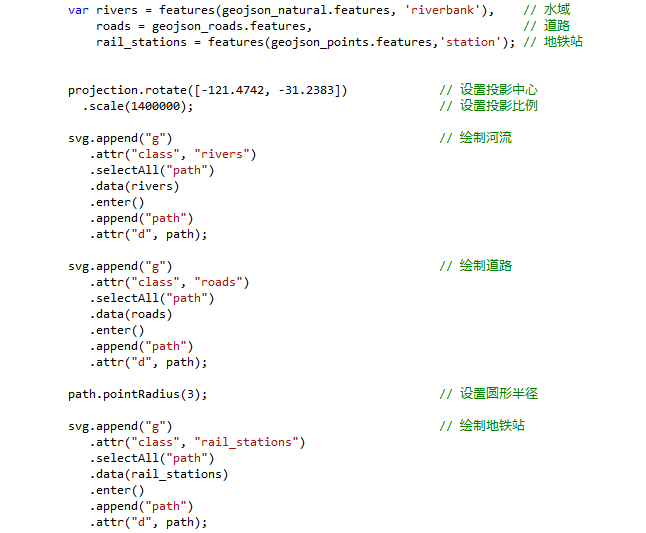 var rivers = features(geojson_natural.features, 'riverbank'),    // 水域
    roads = geojson_roads.features,                              // 道路
    rail_stations = features(geojson_points.features,'station'); // 地铁站
projection.rotate([-121.4742, -31.2383])             // 设置投影中心
  .scale(1400000);                                   // 设置投影比例
svg.append("g")                                      // 绘制河流
   .attr("class", "rivers")
   .selectAll("path")
   .data(rivers)
   .enter()
   .append("path")
   .attr("d", path);
svg.append("g")                                      // 绘制道路
   .attr("class", "roads")
   .selectAll("path")
   .data(roads)
   .enter()
   .append("path")
   .attr("d", path);
path.pointRadius(3);                                 // 设置圆形半径
svg.append("g")                                      // 绘制地铁站
   .attr("class", "rail_stations")
   .selectAll("path")
   .data(rail_stations)
   .enter()
   .append("path")
   .attr("d", path);